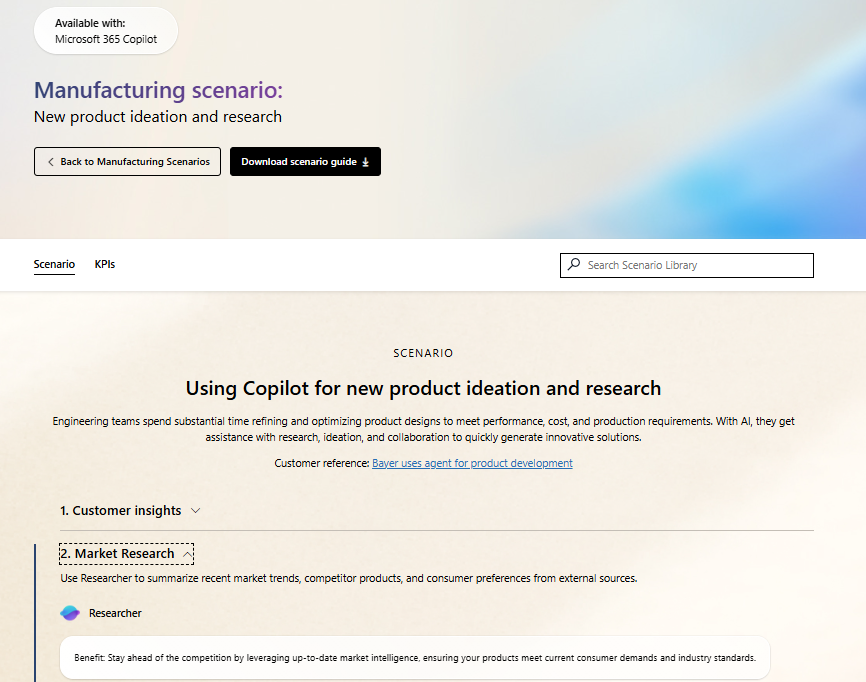 Available with:
Microsoft 365 Copilot
Manufacturing scenario:
New product ideation and research
Back to Manufacturing Scenarios
Download scenario guide
Scenario
KPIs
Search Scenario Library
SCENARIO
Using Copilot for new product ideation and research
Engineering teams spend substantial time refining and optimizing product designs to meet performance, cost, and production requirements. With AI, they get
assistance with research, ideation, and collaboration to quickly generate innovative solutions.
Customer reference: Bayer uses agent for product development
1. Customer insights
2. Market Research
Use Researcher to summarize recent market trends, competitor products, and consumer preferences from external sources.
Researcher
Benefit: Stay ahead of the competition by leveraging up-to-date market intelligence, ensuring your products meet current consumer demands and industry standards.